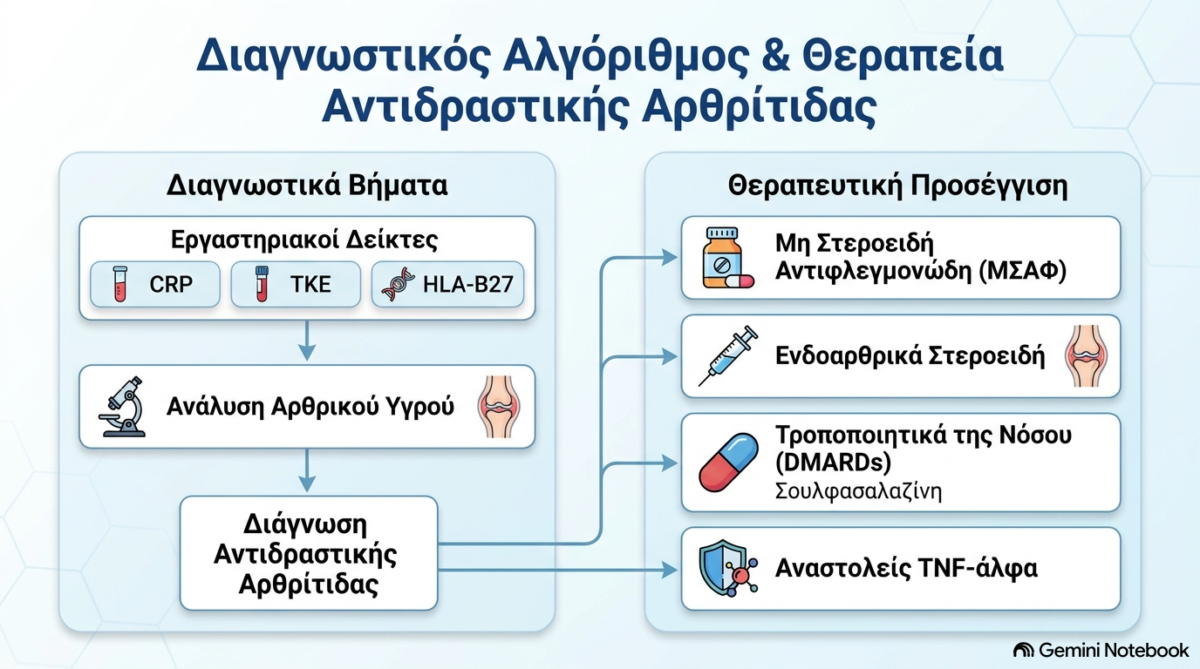 Διαγνωστικός Αλγόριθμος & Θεραπεία
Αντιδραστικής Αρθρίτιδας
Διαγνωστικά Βήματα
Εργαστηριακοί Δείκτες
CRP
ΤΚΕ
HLA-B27
Ανάλυση Αρθρικού Υγρού
Διάγνωση
Αντιδραστικής
Αρθρίτιδας
Θεραπευτική Προσέγγιση
Μη Στεροειδή
Αντιφλεγμονώδη (ΜΣΑΦ)
Ενδοαρθρικά Στεροειδή
Τροποποιητικά της Νόσου
(DMARDs)
Σουλφασαλαζίνη
Αναστολείς TNF-άλφα
Gemini Notebook